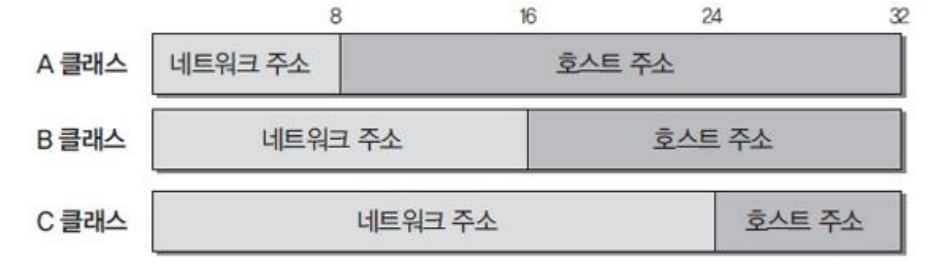 8 16 24 32
A 클래스 네트워크 주소 호스트 주소
B 클래스 네트워크 주소 호스트 주소
C 클래스 네트워크 주소 호스트 주소